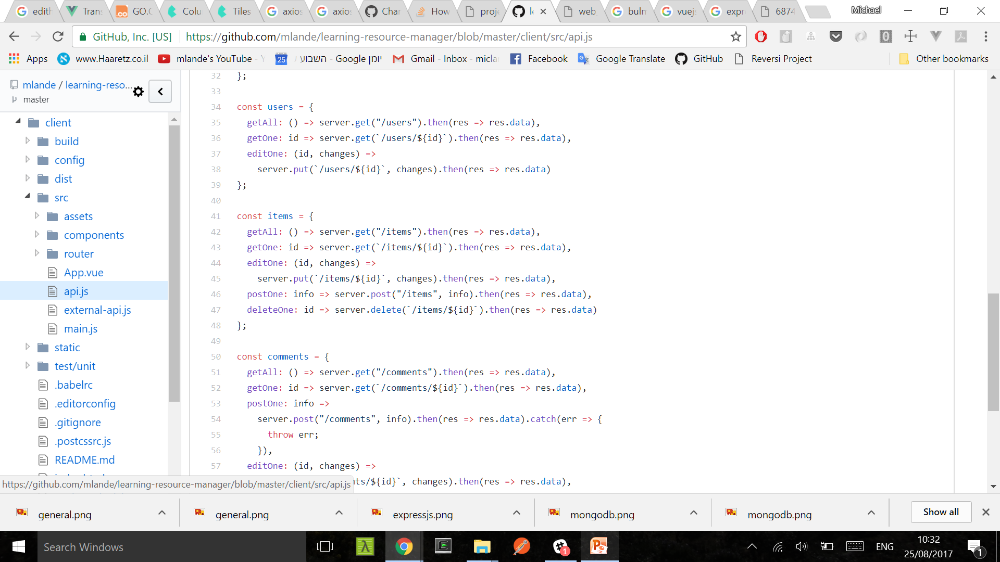 edith
Trans
GO.C
Colu
Tiles
axios
axios
Char
How
proje
le
web_
bulm
vuejs
expr
6874
Michael
GitHub, Inc. [US] https://github.com/mlande/learning-resource-manager/blob/master/client/src/api.js
Apps
www.Haaretz.co.il
mlande's YouTube - Y
25
יומן Google - השבוע
Gmail - Inbox - micla
Facebook
Google Translate
GitHub
Reversi Project
Other bookmarks
mlande / learning-reso...
master
client
build
config
dist
src
assets
components
router
App.vue
api.js
external-api.js
main.js
static
test/unit
.babelrc
.editorconfig
.gitignore
.postcssrc.js
README.md
32 };
33
34 const users = {
35 getAll: () => server.get("/users").then(res => res.data),
36 getOne: id => server.get(`/users/${id}`).then(res => res.data),
37 editOne: (id, changes) =>
38 server.put(`/users/${id}`, changes).then(res => res.data)
39 };
40
41 const items = {
42 getAll: () => server.get("/items").then(res => res.data),
43 getOne: id => server.get(`/items/${id}`).then(res => res.data),
44 editOne: (id, changes) =>
45 server.put(`/items/${id}`, changes).then(res => res.data),
46 postOne: info => server.post("/items", info).then(res => res.data),
47 deleteOne: id => server.delete(`/items/${id}`).then(res => res.data)
48 };
49
50 const comments = {
51 getAll: () => server.get("/comments").then(res => res.data),
52 getOne: id => server.get(`/comments/${id}`).then(res => res.data),
53 postOne: info =>
54 server.post("/comments", info).then(res => res.data).catch(err => {
55 throw err;
56 }),
57 editOne: (id, changes) =>
nts/${id}`, changes).then(res => res.data),
https://github.com/mlande/learning-resource-manager/blob/master/client/src/api.js
general.png
general.png
expressjs.png
mongodb.png
mongodb.png
Show all
Search Windows
1
ENG
10:32
25/08/2017
1